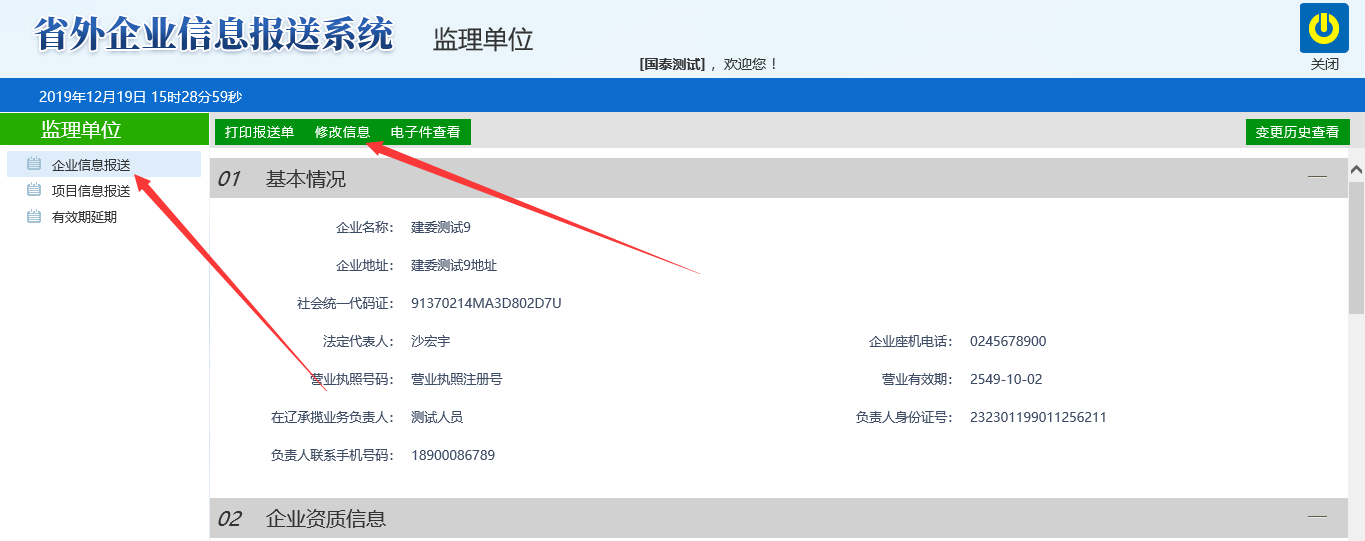 省外企业信息报送系统 监理单位
[国泰测试] ，欢迎您！
关闭
2019年12月19日 15时28分59秒
监理单位
企业信息报送
项目信息报送
有效期延期
打印报送单 修改信息 电子件查看 变更历史查看
01 基本情况
企业名称： 建委测试9
企业地址： 建委测试9地址
社会统一代码证： 91370214MA3D802D7U
法定代表人： 沙宏宇 企业座机电话： 0245678900
营业执照号码： 营业执照注册号 营业有效期： 2549-10-02
在辽承揽业务负责人： 测试人员 负责人身份证号： 232301199011256211
负责人联系手机号码： 18900086789
02 企业资质信息